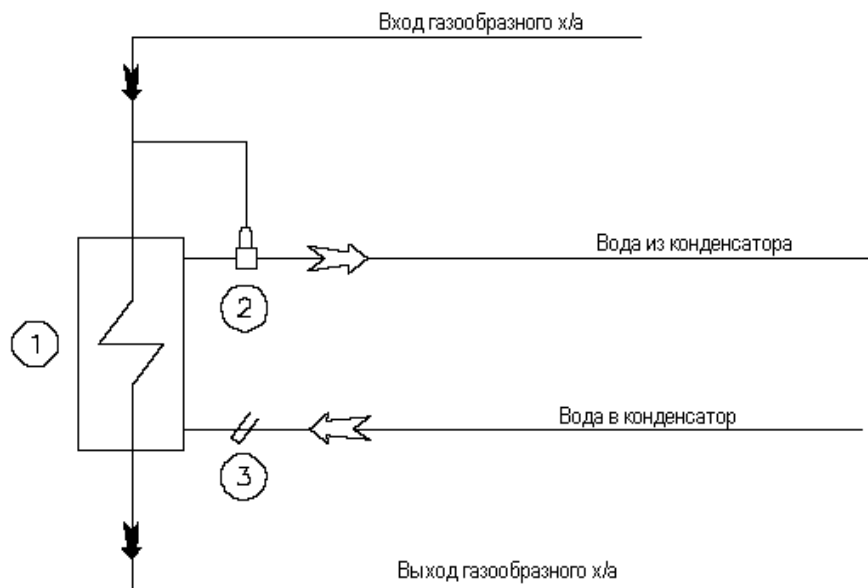 Вход газообразного х/а
Вода из конденсатора
2
1
Вода в конденсатор
3
Выход газообразного х/а